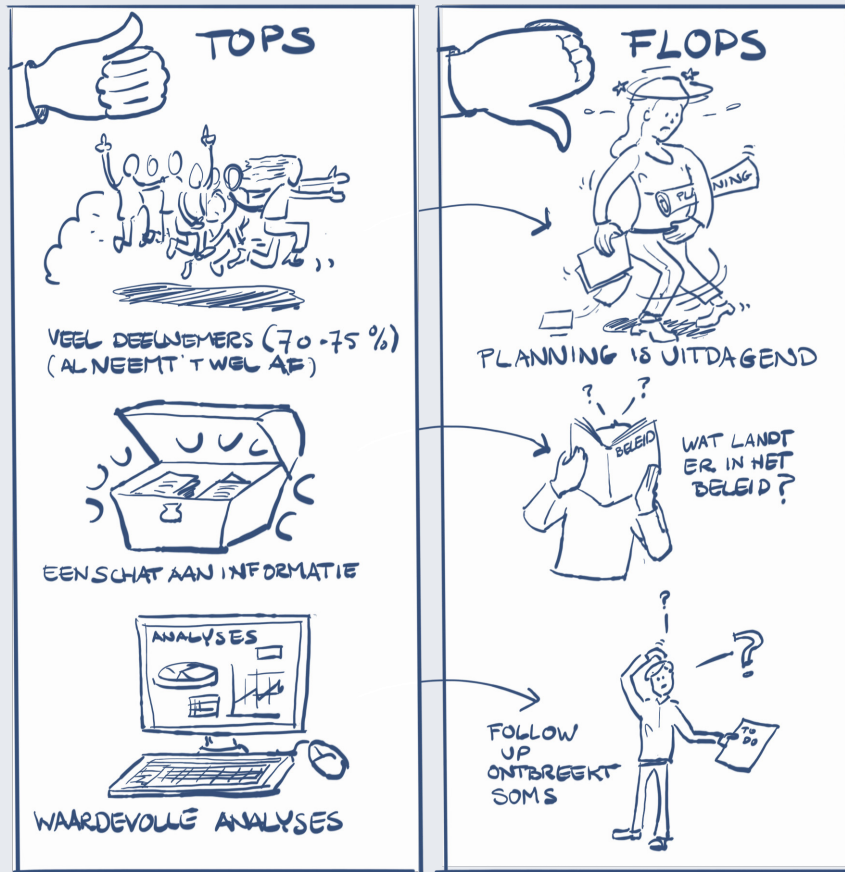 TOPS
VEEL DEELNEMERS (70-75%)
(AL NEEMT 'T WEL AF)
EEN SCHAT AAN INFORMATIE
ANALYSES
WAARDEVOLLE ANALYSES
FLOPS
PLANNING
PLANNING IS UITDAGEND
?
?
BELEID
WAT LANDT
ER IN HET
BELEID?
?
?
TO
DO
FOLLOW
UP
ONTBREEKT
SOMS